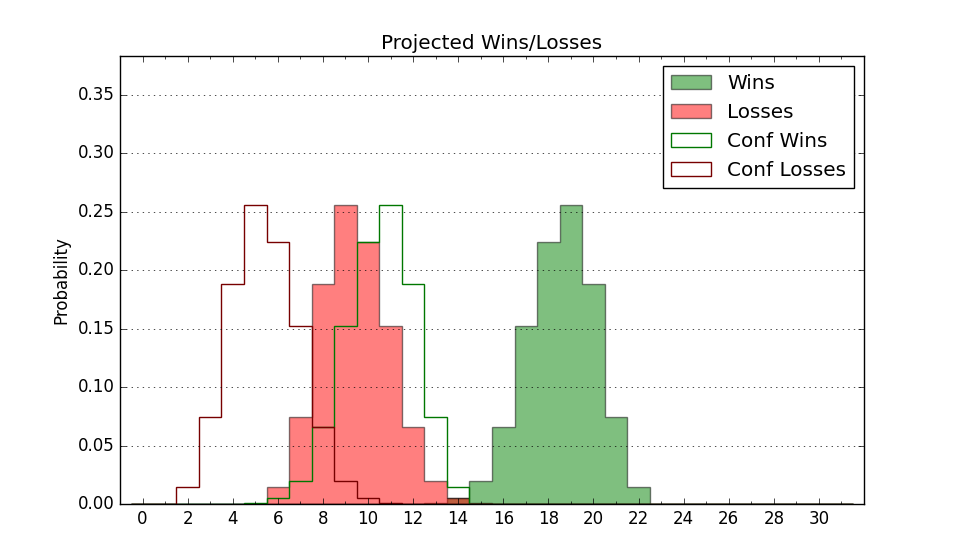 Projected Wins/Losses
Wins
Losses
Conf Wins
Conf Losses
Probability
0.35
0.30
0.25
0.20
0.15
0.10
0.05
0.00
0 2 4 6 8 10 12 14 16 18 20 22 24 26 28 30